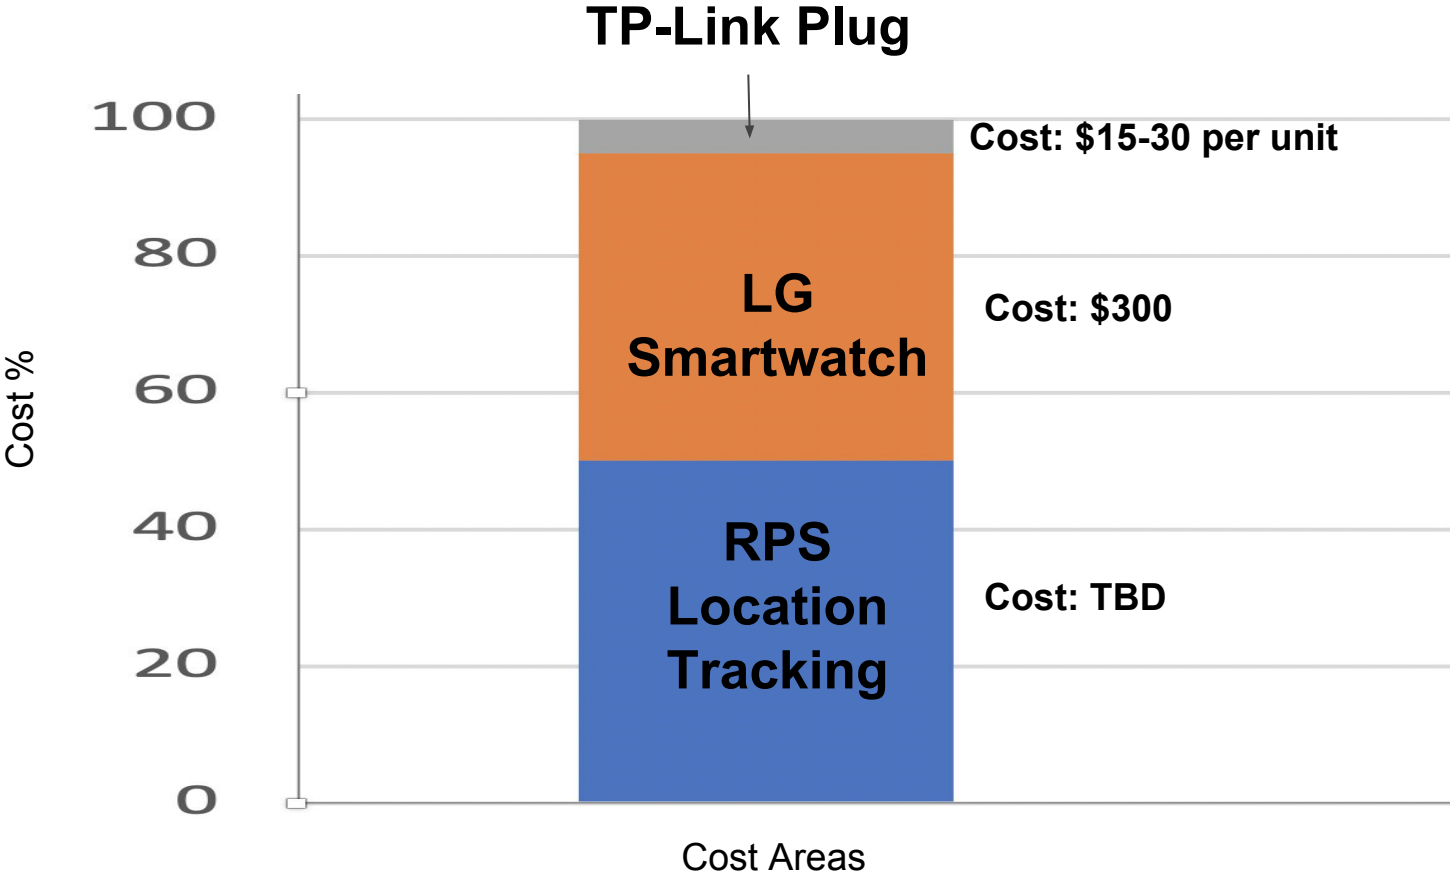 TP-Link Plug
100
Cost: $15-30 per unit
80
LG
Smartwatch
Cost: $300
60
Cost %
40
RPS
Location
Tracking
Cost: TBD
20
0
Cost Areas